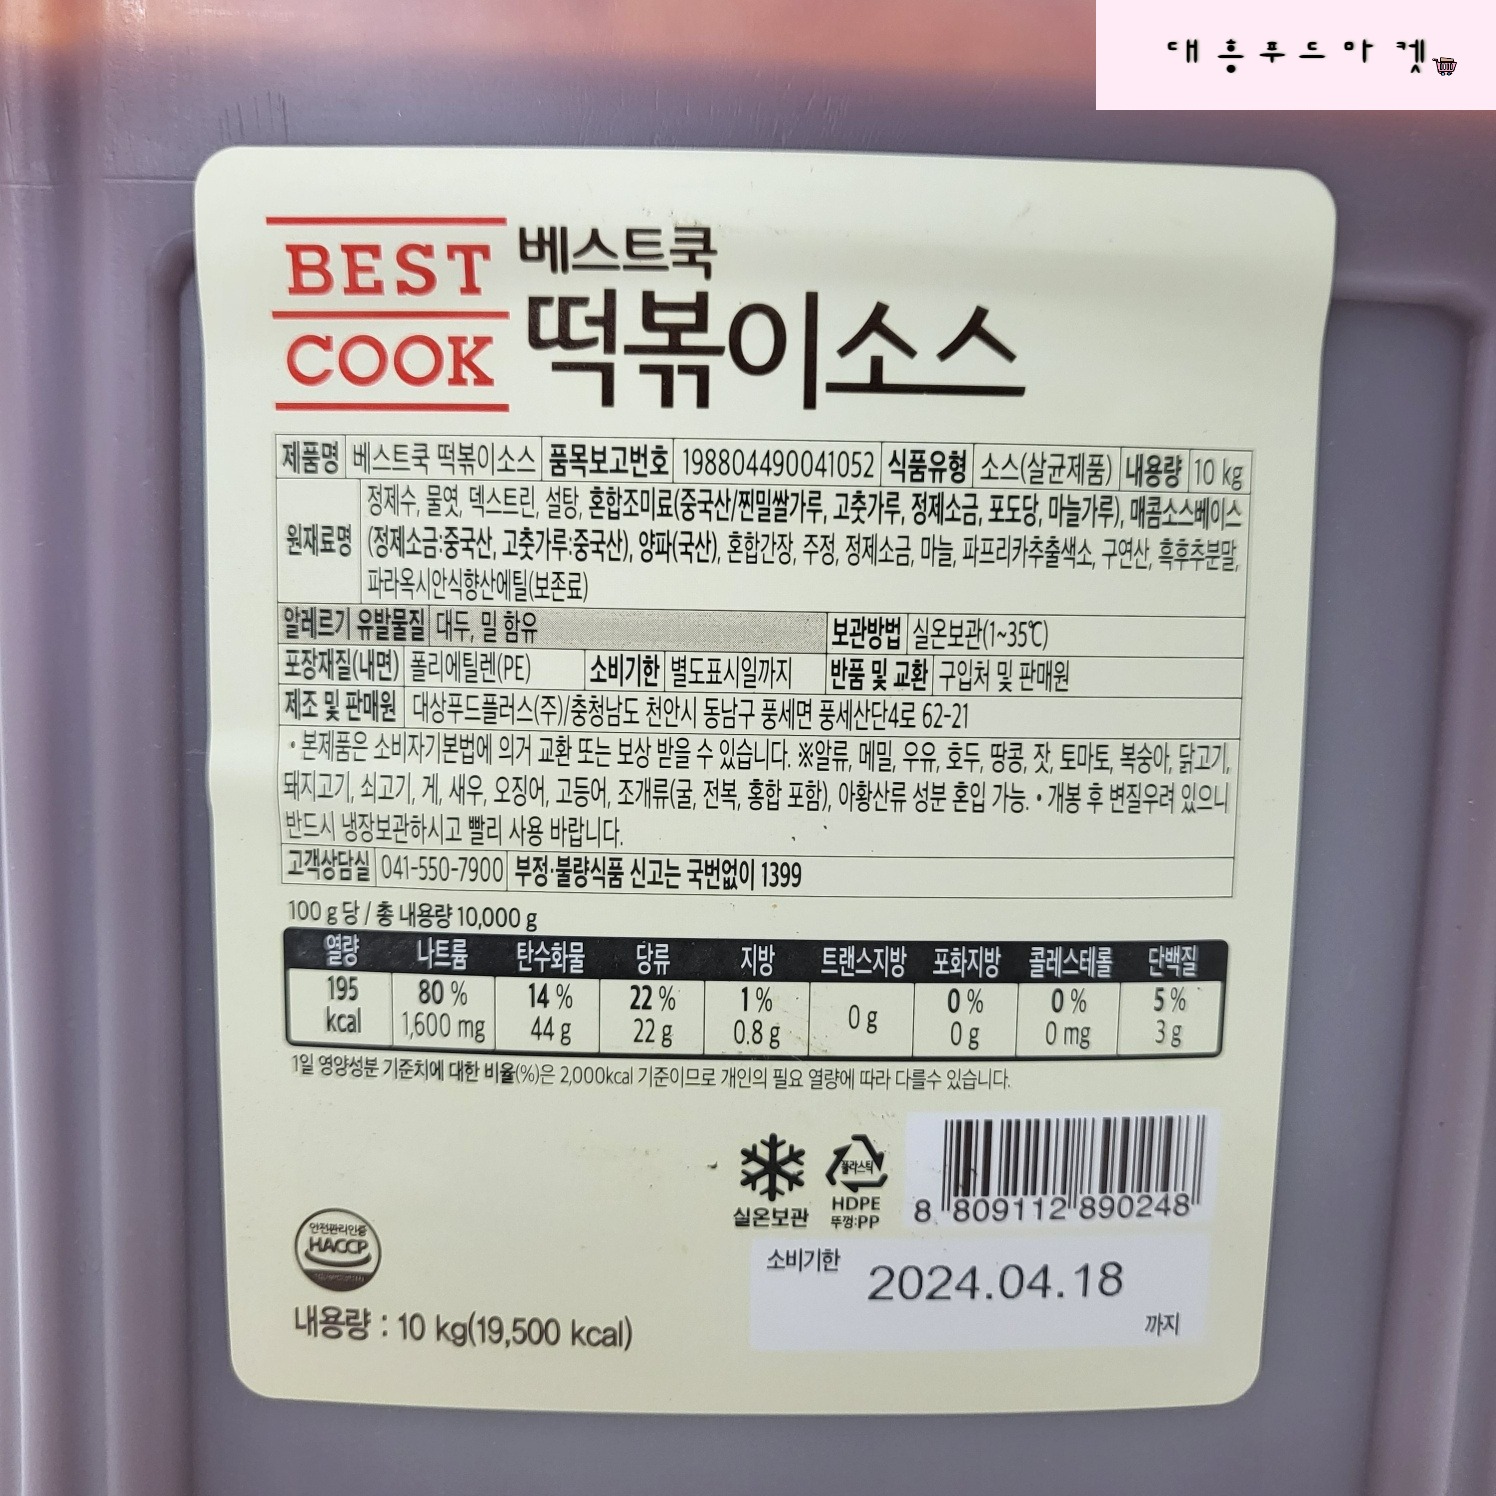 대흥푸드마켓
BEST
COOK
베스트쿡
떡볶이소스
제품명 베스트쿡 떡볶이소스 품목보고번호 198804490041052 식품유형 소스(살균제품) 내용량 10 kg
원재료명 정제수, 물엿, 덱스트린, 설탕, 혼합조미료(중국산/찐밀쌀가루, 고춧가루, 정제소금, 포도당, 마늘가루), 매콤소스베이스
(정제소금:중국산, 고춧가루:중국산), 양파(국산), 혼합간장, 주정, 정제소금, 마늘, 파프리카추출색소, 구연산, 흑후추분말,
파라옥시안식향산에틸(보존료)
알레르기 유발물질 대두, 밀 함유 보관방법 실온보관(1~35℃)
포장재질(내면) 폴리에틸렌(PE) 소비기한 별도표시일까지 반품 및 교환 구입처 및 판매원
제조 및 판매원 대상푸드플러스(주)/충청남도 천안시 동남구 풍세면 풍세산단4로 62-21
• 본제품은 소비자기본법에 의거 교환 또는 보상 받을 수 있습니다. ※알류, 메밀, 우유, 호두, 땅콩, 잣, 토마토, 복숭아, 닭고기,
돼지고기, 쇠고기, 게, 새우, 오징어, 고등어, 조개류(굴, 전복, 홍합 포함), 아황산류 성분 혼입 가능. • 개봉 후 변질우려 있으니
반드시 냉장보관하시고 빨리 사용 바랍니다.
고객상담실 041-550-7900 부정·불량식품 신고는 국번없이 1399
100 g 당 / 총 내용량 10,000 g
열량 나트륨 탄수화물 당류 지방 트랜스지방 포화지방 콜레스테롤 단백질
195 80 % 14 % 22 % 1 % 0 g 0 % 0 % 5 %
kcal 1,600 mg 44 g 22 g 0.8 g 0 g 0 mg 3 g
1일 영양성분 기준치에 대한 비율(%)은 2,000kcal 기준이므로 개인의 필요 열량에 따라 다를수 있습니다.
플라스틱
실온보관 HDPE
뚜껑:PP
8 809112 890248
안전관리인증
HACCP
소비기한
2024.04.18
까지
내용량 : 10 kg(19,500 kcal)